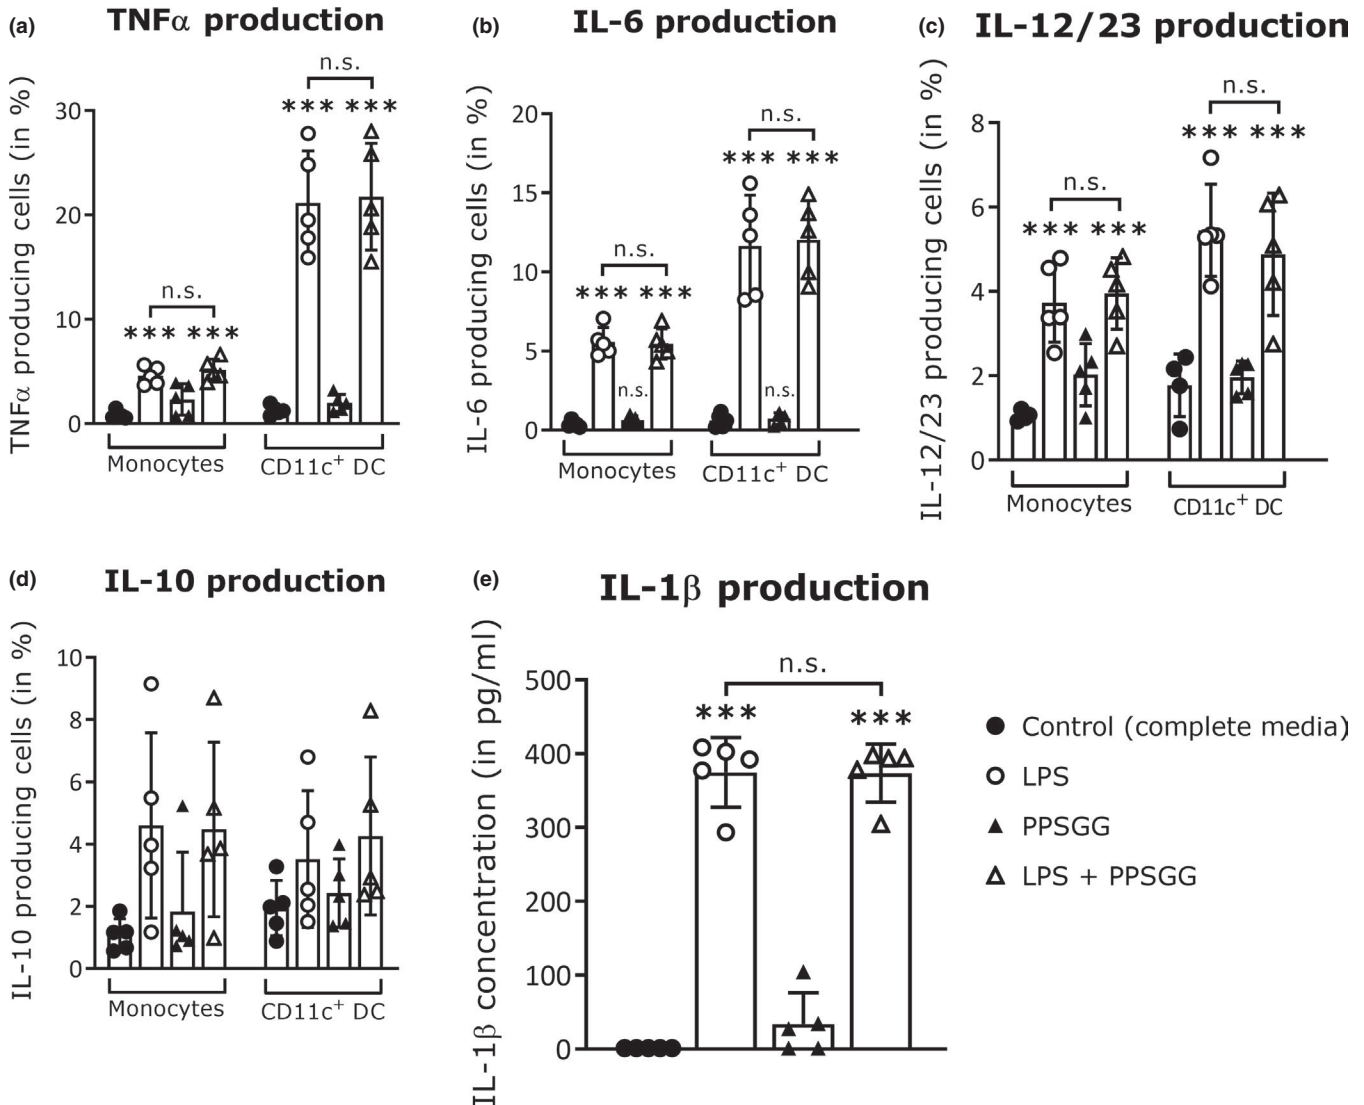 (a) TNFα production
TNFα producing cells (in %)
30
20
10
0
n.s.
*** ***
n.s.
*** ***
Monocytes
CD11c+ DC
(b) IL-6 production
IL-6 producing cells (in %)
20
15
10
5
0
n.s.
*** ***
n.s.
*** ***
n.s.
n.s.
Monocytes
CD11c+ DC
(c) IL-12/23 production
IL-12/23 producing cells (in %)
8
6
4
2
0
n.s.
*** ***
n.s.
*** ***
Monocytes
CD11c+ DC
(d) IL-10 production
IL-10 producing cells (in %)
10
8
6
4
2
0
Monocytes
CD11c+ DC
(e) IL-1β production
IL-1β concentration (in pg/ml)
500
400
300
200
100
0
n.s.
*** ***
Control (complete media)
LPS
PPSGG
LPS + PPSGG